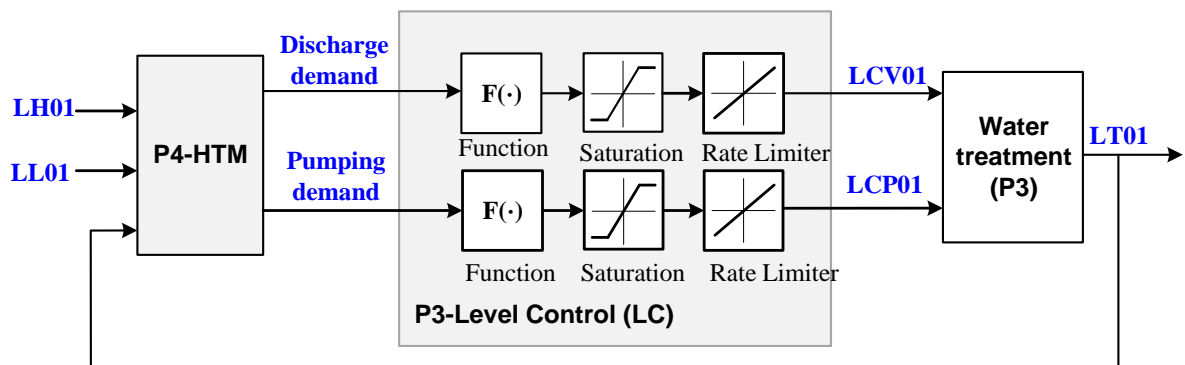 LH01
LL01
P4-HTM
Discharge
demand
Pumping
demand
F(·)
Function
Saturation
Rate Limiter
F(·)
Function
Saturation
Rate Limiter
P3-Level Control (LC)
LCV01
LCP01
Water
treatment
(P3)
LT01